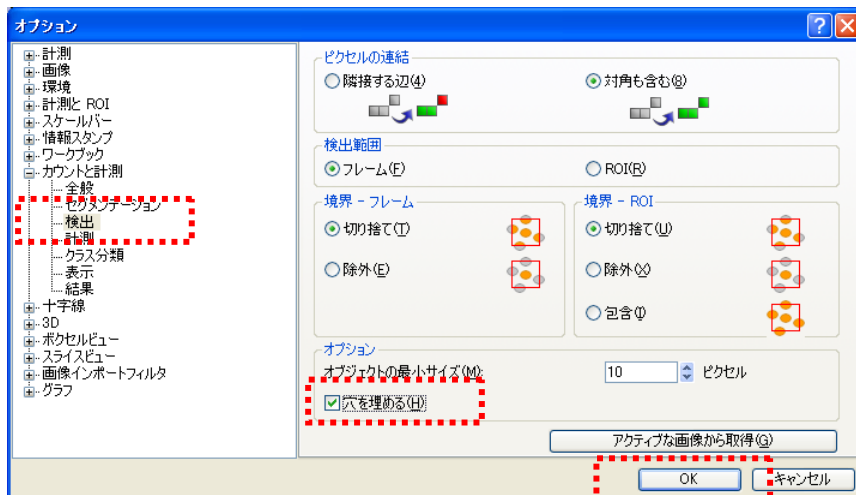 オプション
計測
画像
環境
計測と ROI
スケールバー
情報スタンプ
ワークブック
カウントと計測
全般
セグメンテーション
検出
計測
クラス分類
表示
結果
十字線
3D
ボクセルビュー
スライスビュー
画像インポートフィルタ
グラフ
ピクセルの連結
隣接する辺(4)
対角も含む(8)
検出範囲
フレーム(F)
ROI(R)
境界 - フレーム
切り捨て(T)
除外(E)
境界 - ROI
切り捨て(U)
除外(X)
包含(I)
オプション
オブジェクトの最小サイズ(M): 10 ピクセル
穴を埋める(H)
アクティブな画像から取得(G)
OK
キャンセル